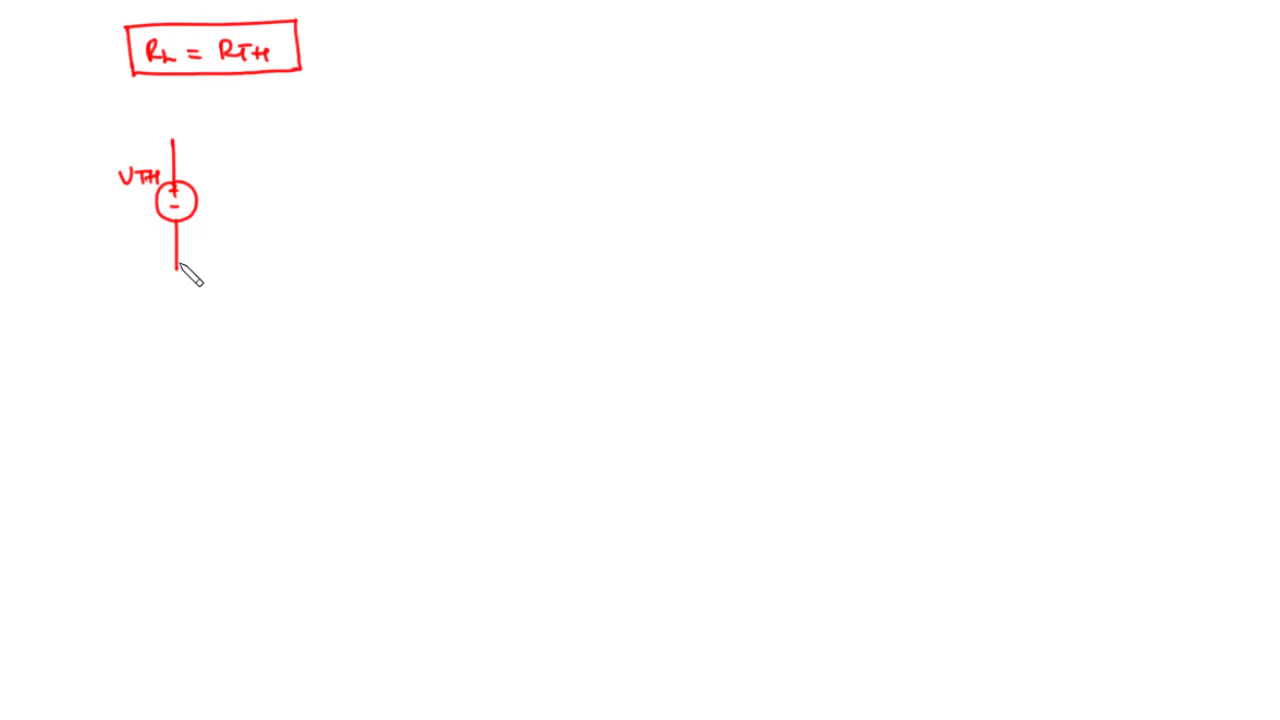 RL = RTH
VTH
+
-